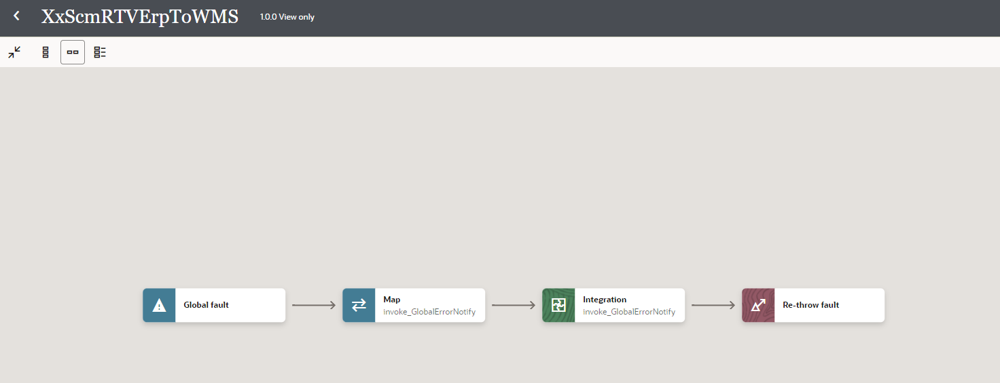 XxScmRTVErpToWMS
1.0.0 View only
Global fault
Map
invoke_GlobalErrorNotify
Integration
invoke_GlobalErrorNotify
Re-throw fault